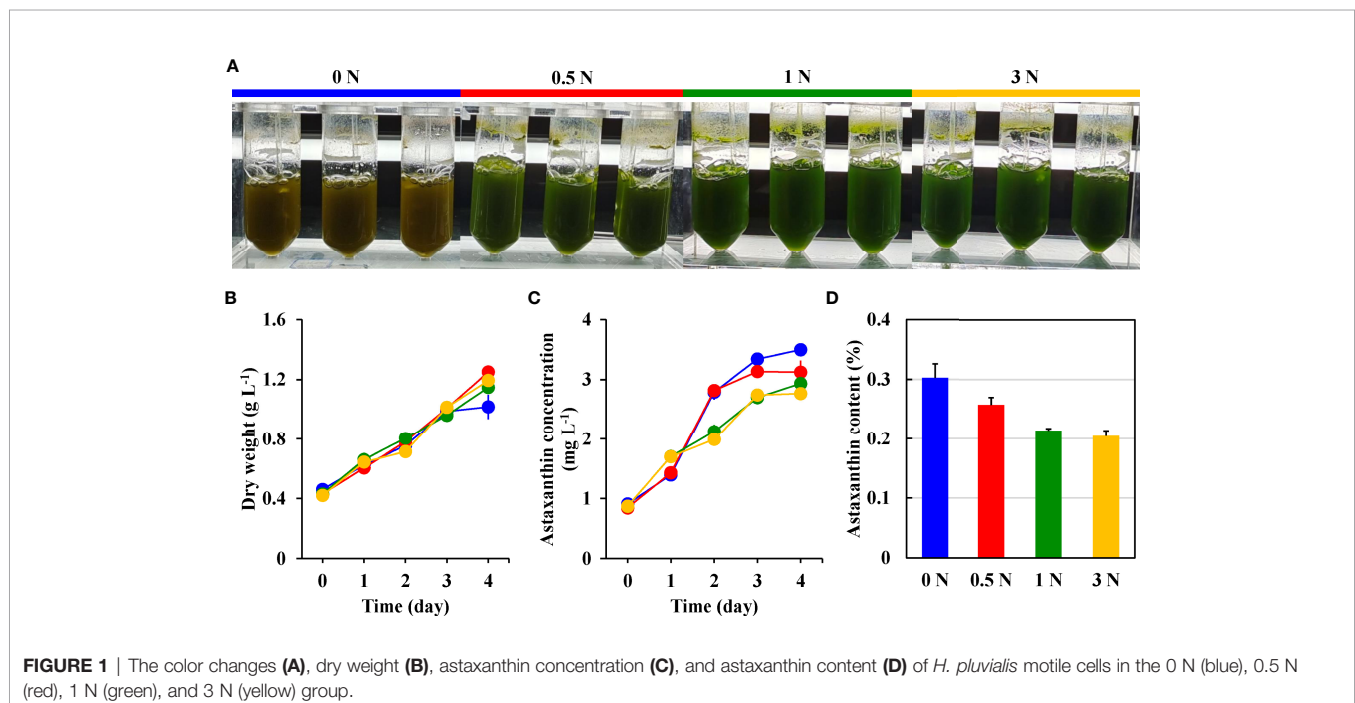 A
0 N 0.5 N 1 N 3 N
B
Dry weight (g L⁻¹)
1.6
1.2
0.8
0.4
0
0 1 2 3 4
Time (day)
C
Astaxanthin concentration
(mg L⁻¹)
4
3
2
1
0
0 1 2 3 4
Time (day)
D
Astaxanthin content (%)
0.4
0.3
0.2
0.1
0
0 N 0.5 N 1 N 3 N
FIGURE 1 | The color changes (A), dry weight (B), astaxanthin concentration (C), and astaxanthin content (D) of H. pluvialis motile cells in the 0 N (blue), 0.5 N
(red), 1 N (green), and 3 N (yellow) group.